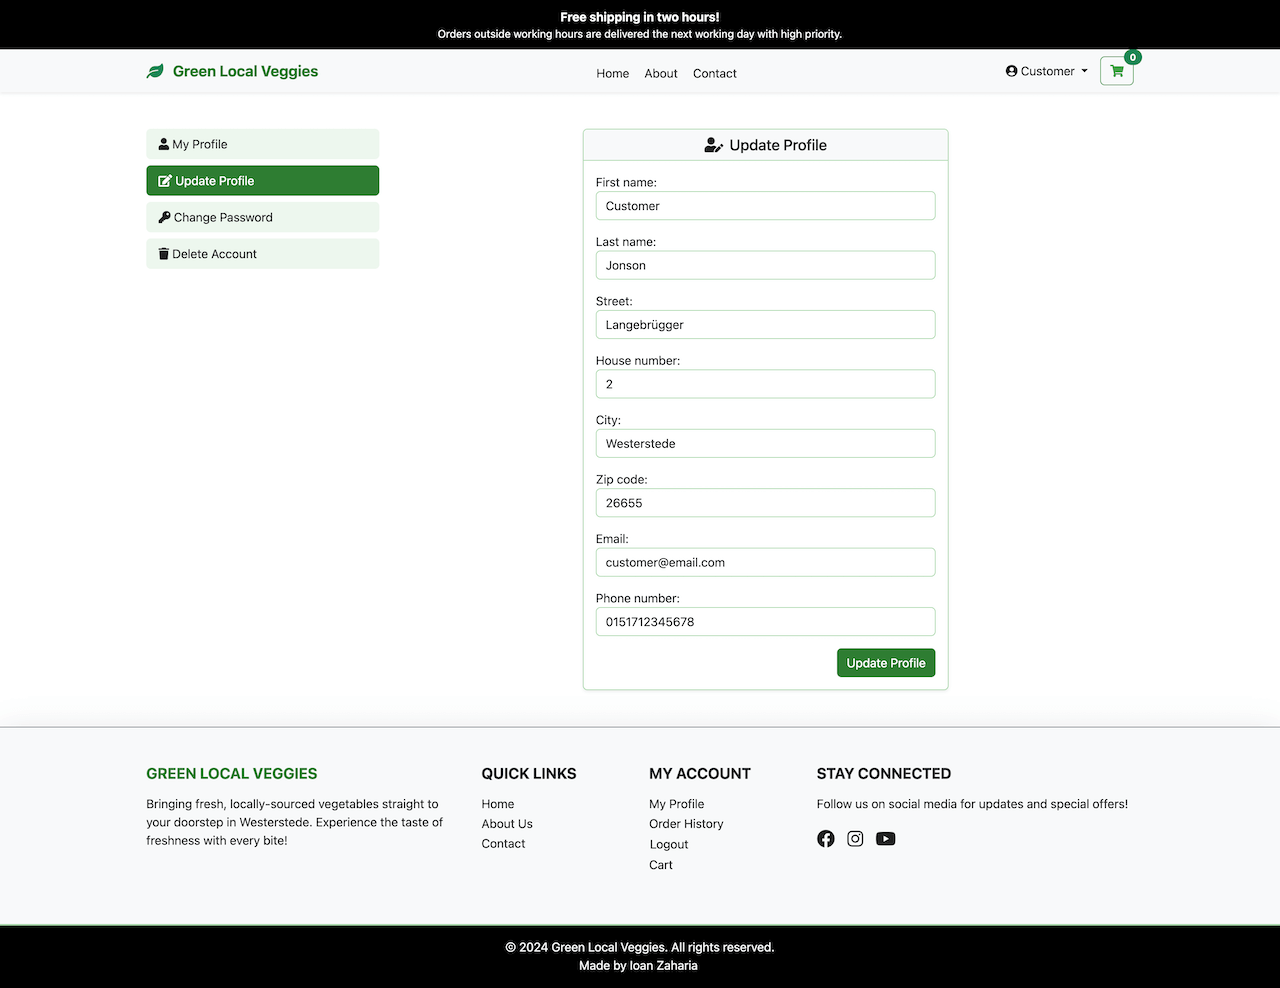 Free shipping in two hours!
Orders outside working hours are delivered the next working day with high priority.
Green Local Veggies
Home About Contact
Customer
0
My Profile
Update Profile
Change Password
Delete Account
Update Profile
First name:
Customer
Last name:
Jonson
Street:
Langebrügger
House number:
2
City:
Westerstede
Zip code:
26655
Email:
customer@email.com
Phone number:
0151712345678
Update Profile
GREEN LOCAL VEGGIES
Bringing fresh, locally-sourced vegetables straight to
your doorstep in Westerstede. Experience the taste of
freshness with every bite!
QUICK LINKS
Home
About Us
Contact
MY ACCOUNT
My Profile
Order History
Logout
Cart
STAY CONNECTED
Follow us on social media for updates and special offers!
© 2024 Green Local Veggies. All rights reserved.
Made by Ioan Zaharia